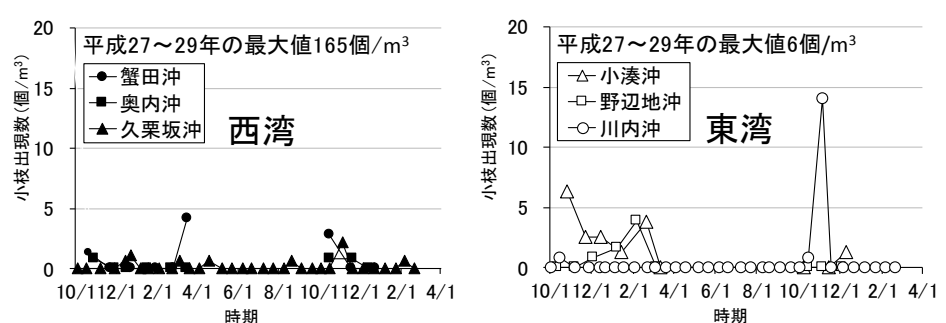 平成27～29年の最大値165個/m³
小枝出現数(個/m³)
20
15
10
5
0
蟹田沖
奥内沖
久栗坂沖
西湾
10/1 12/1 2/1 4/1 6/1 8/1 10/1 12/1 2/1 4/1
時期
平成27～29年の最大値6個/m³
小枝出現数(個/m³)
20
15
10
5
0
小湊沖
野辺地沖
川内沖
東湾
10/1 12/1 2/1 4/1 6/1 8/1 10/1 12/1 2/1 4/1
時期